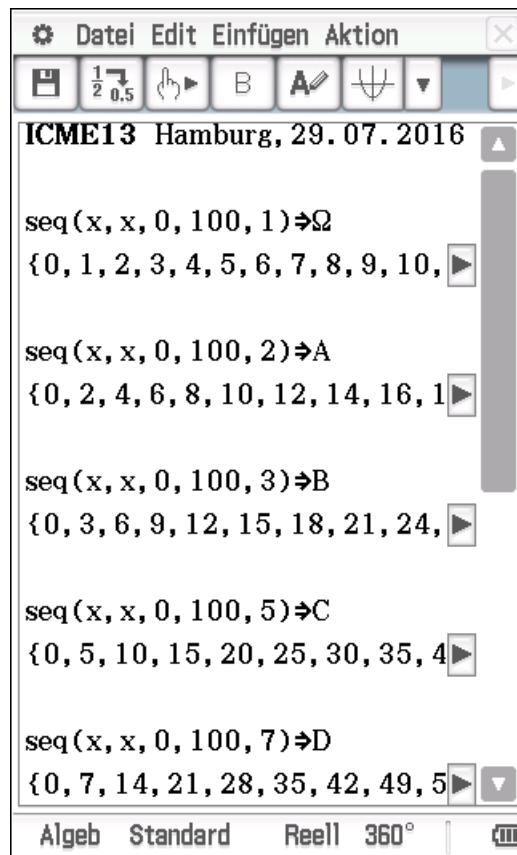 Datei Edit Einfügen Aktion
1/2 0.5 B A
ICME13 Hamburg, 29.07.2016
seq(x,x,0,100,1)⇒Ω
{0,1,2,3,4,5,6,7,8,9,10,
seq(x,x,0,100,2)⇒A
{0,2,4,6,8,10,12,14,16,1
seq(x,x,0,100,3)⇒B
{0,3,6,9,12,15,18,21,24,
seq(x,x,0,100,5)⇒C
{0,5,10,15,20,25,30,35,4
seq(x,x,0,100,7)⇒D
{0,7,14,21,28,35,42,49,5
Algeb Standard Reell 360°